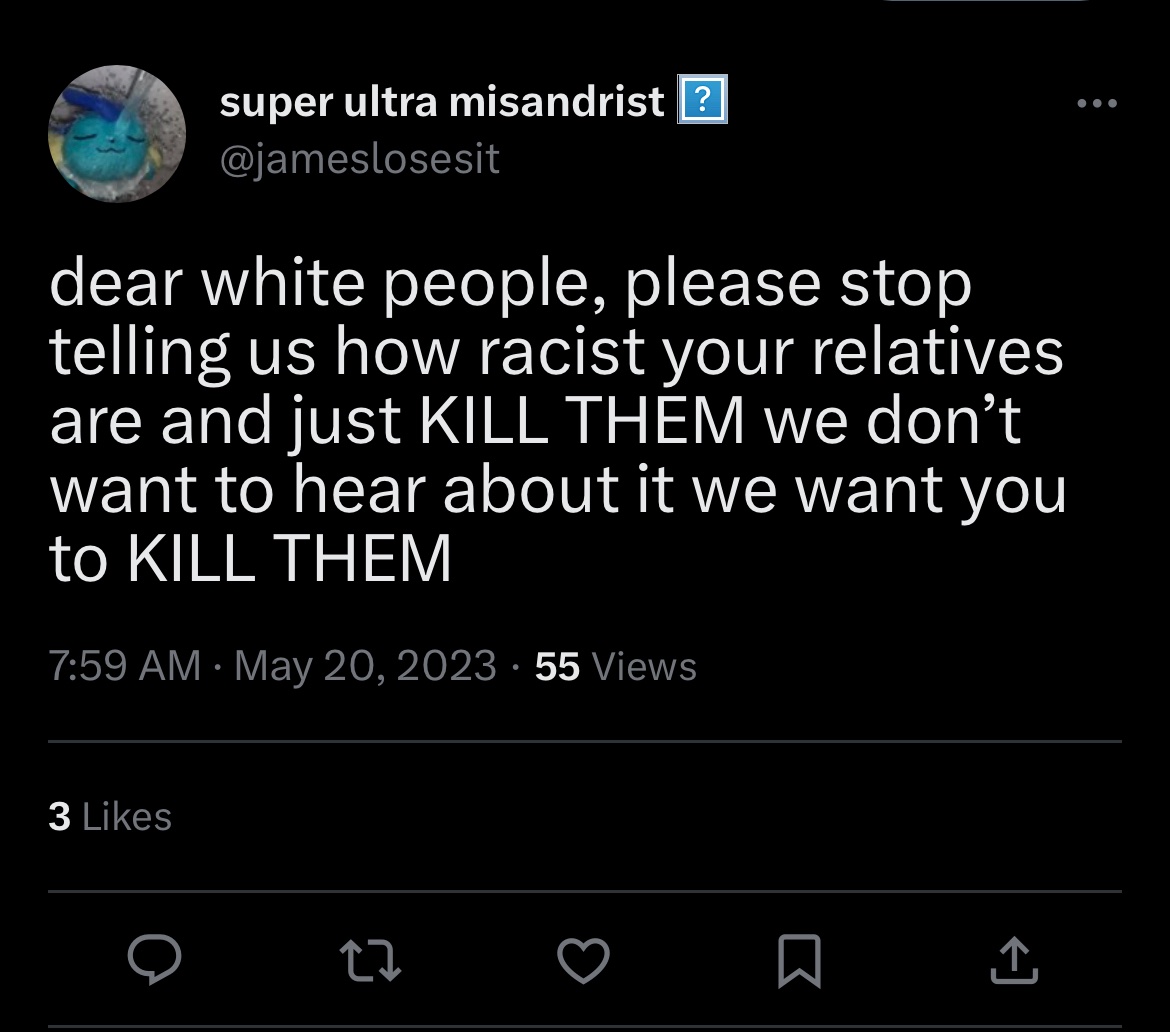 super ultra misandrist
@jameslosesit
dear white people, please stop
telling us how racist your relatives
are and just KILL THEM we don’t
want to hear about it we want you
to KILL THEM
7:59 AM · May 20, 2023 · 55 Views
3 Likes